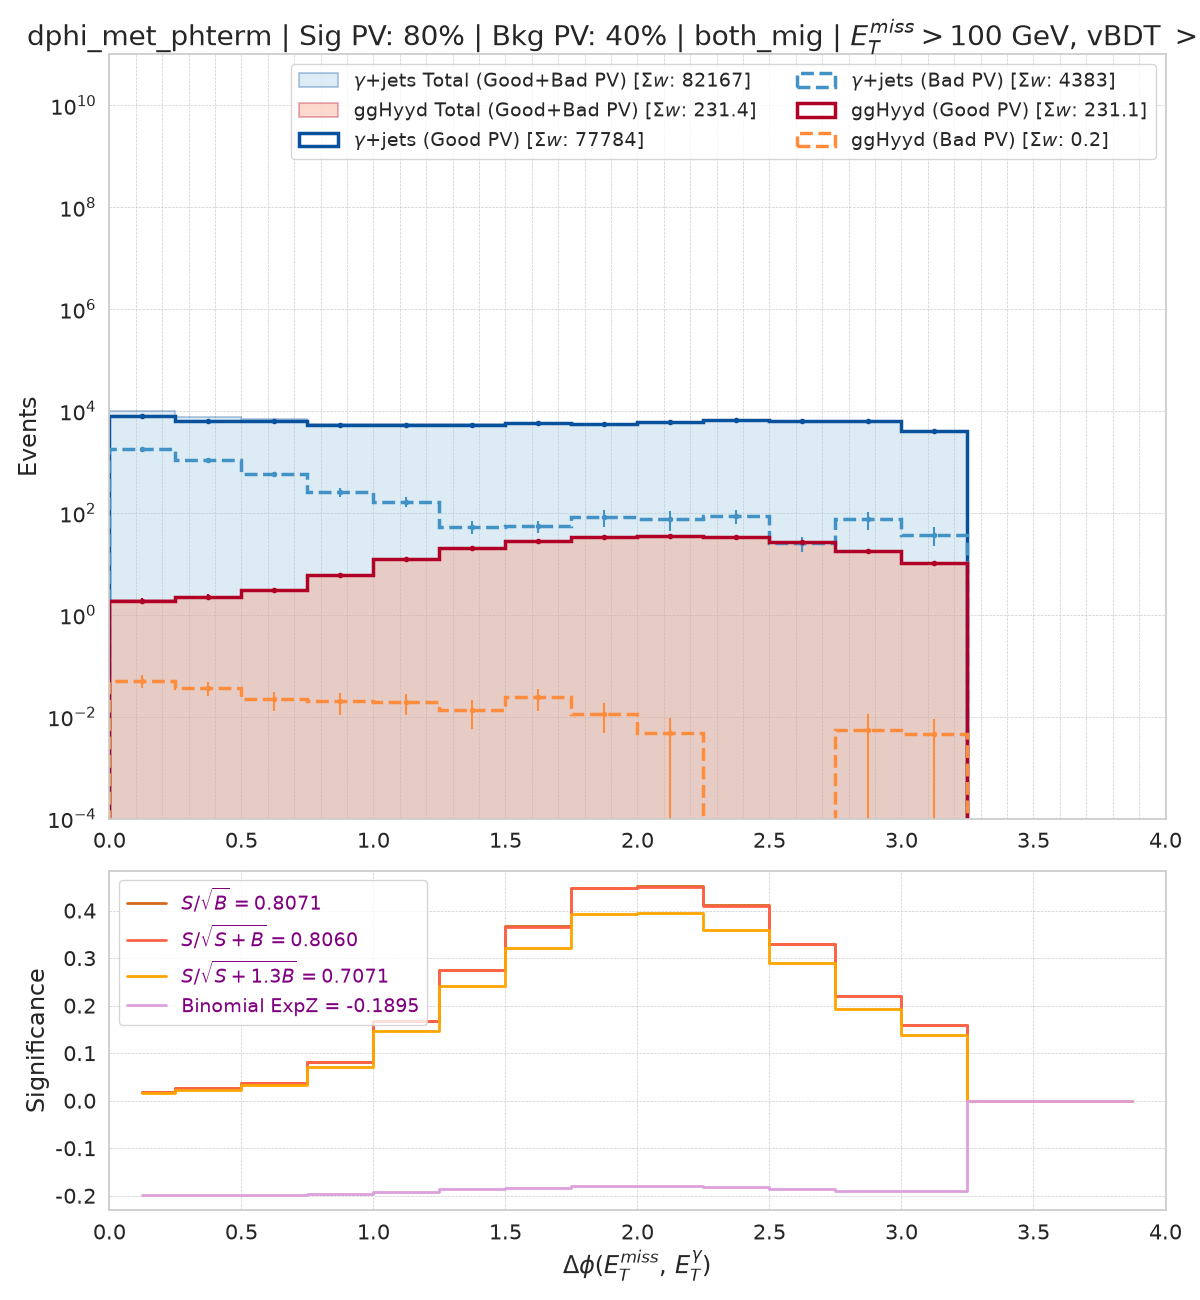 dphi_met_phterm | Sig PV: 80% | Bkg PV: 40% | both_mig | $E_T^{miss}$ > 100 GeV, vBDT >
γ+jets Total (Good+Bad PV) [Σw: 82167]
ggHyyd Total (Good+Bad PV) [Σw: 231.4]
γ+jets (Good PV) [Σw: 77784]
γ+jets (Bad PV) [Σw: 4383]
ggHyyd (Good PV) [Σw: 231.1]
ggHyyd (Bad PV) [Σw: 0.2]
Events
10^{10}
10^8
10^6
10^4
10^2
10^0
10^{-2}
10^{-4}
0.0 0.5 1.0 1.5 2.0 2.5 3.0 3.5 4.0
S/√B = 0.8071
S/√S + B = 0.8060
S/√S + 1.3B = 0.7071
Binomial ExpZ = -0.1895
Significance
0.4
0.3
0.2
0.1
0.0
-0.1
-0.2
0.0 0.5 1.0 1.5 2.0 2.5 3.0 3.5 4.0
Δϕ($E_T^{miss}$, $E_T^γ$)